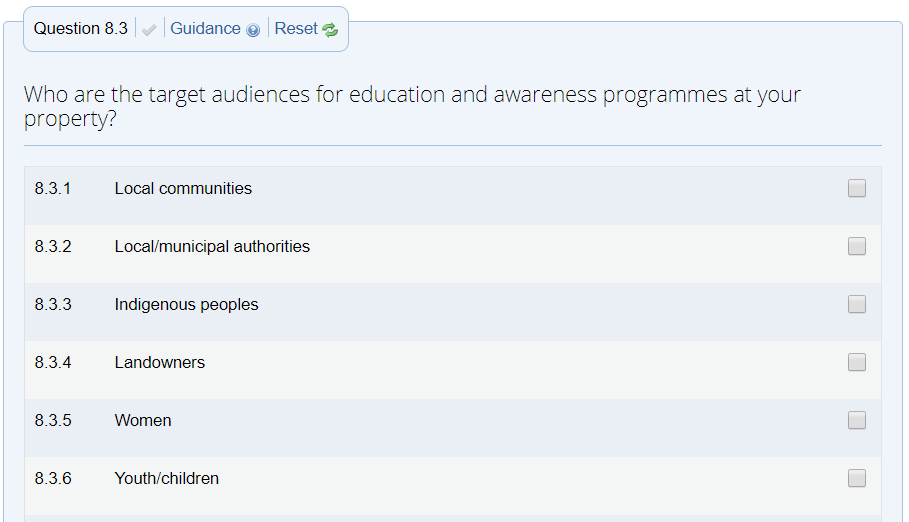 Question 8.3 Guidance Reset
Who are the target audiences for education and awareness programmes at your
property?
8.3.1 Local communities
8.3.2 Local/municipal authorities
8.3.3 Indigenous peoples
8.3.4 Landowners
8.3.5 Women
8.3.6 Youth/children